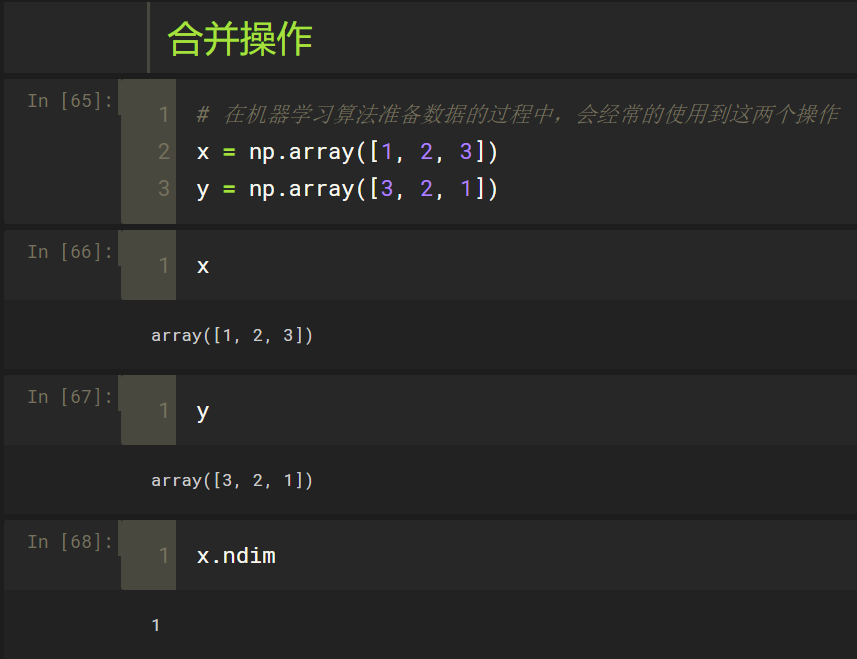 合并操作
In [65]:
1 # 在机器学习算法准备数据的过程中，会经常的使用到这两个操作
2 x = np.array([1, 2, 3])
3 y = np.array([3, 2, 1])
In [66]:
1 x
array([1, 2, 3])
In [67]:
1 y
array([3, 2, 1])
In [68]:
1 x.ndim
1